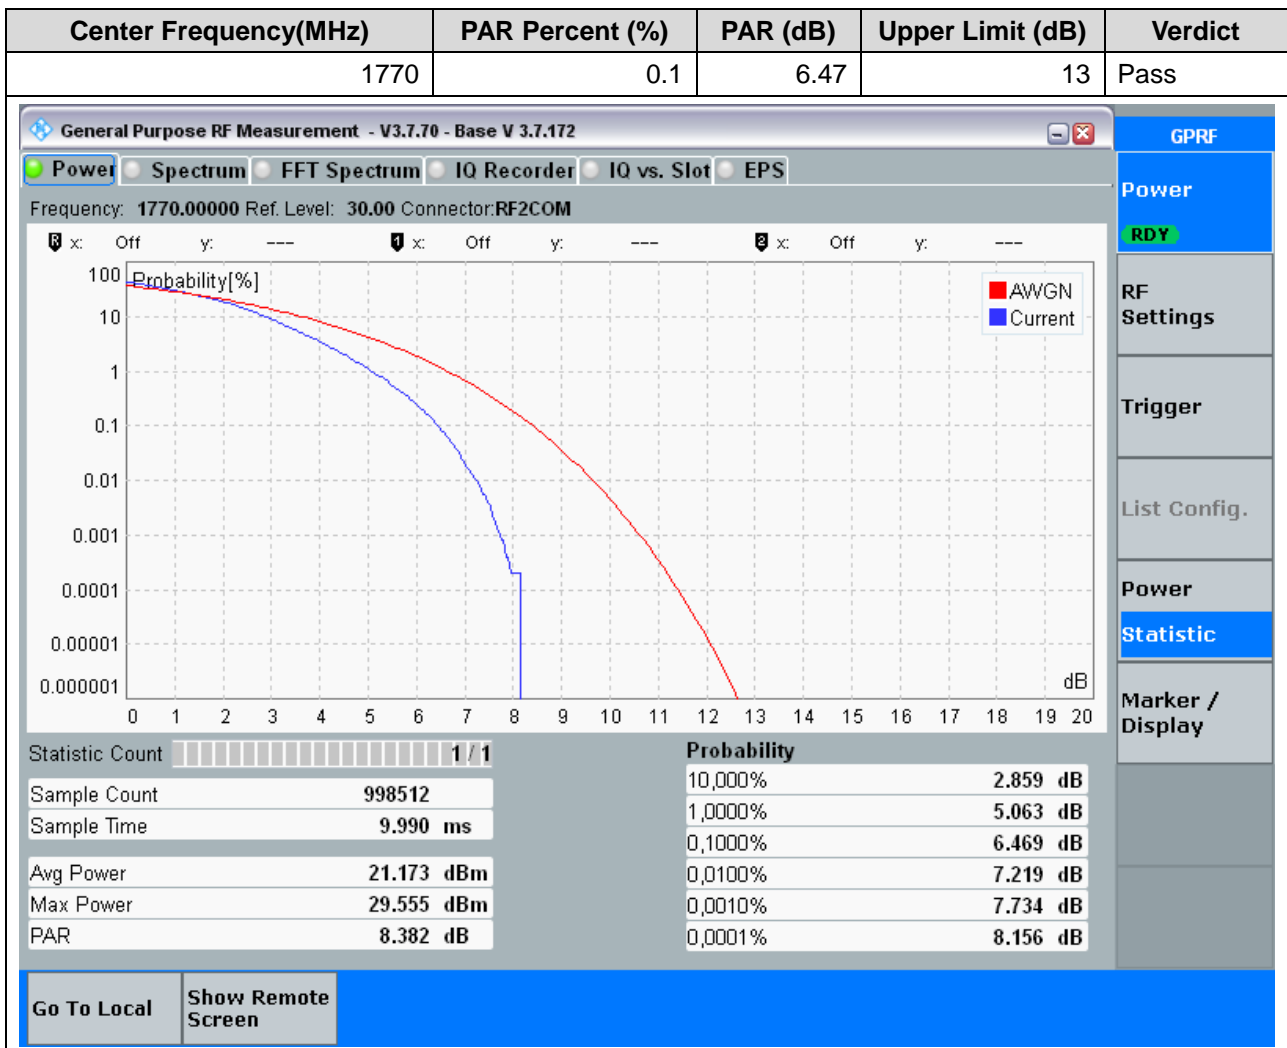 Center Frequency(MHz) PAR Percent (%) PAR (dB) Upper Limit (dB) Verdict
1770 0.1 6.47 13 Pass
General Purpose RF Measurement - V3.7.70 - Base V 3.7.172
Power Spectrum FFT Spectrum IQ Recorder IQ vs. Slot EPS
Frequency: 1770.00000 Ref. Level: 30.00 Connector:RF2COM
R x: Off y: --- 1 x: Off y: --- 2 x: Off y: ---
Probability[%]
100
10
1
0.1
0.01
0.001
0.0001
0.00001
0.000001
AWGN
Current
dB
0 1 2 3 4 5 6 7 8 9 10 11 12 13 14 15 16 17 18 19 20
Statistic Count 1 / 1
Sample Count 998512
Sample Time 9.990 ms
Avg Power 21.173 dBm
Max Power 29.555 dBm
PAR 8.382 dB
Probability
10,000% 2.859 dB
1,0000% 5.063 dB
0,1000% 6.469 dB
0,0100% 7.219 dB
0,0010% 7.734 dB
0,0001% 8.156 dB
GPRF
Power
RDY
RF
Settings
Trigger
List Config.
Power
Statistic
Marker /
Display
Go To Local
Show Remote
Screen